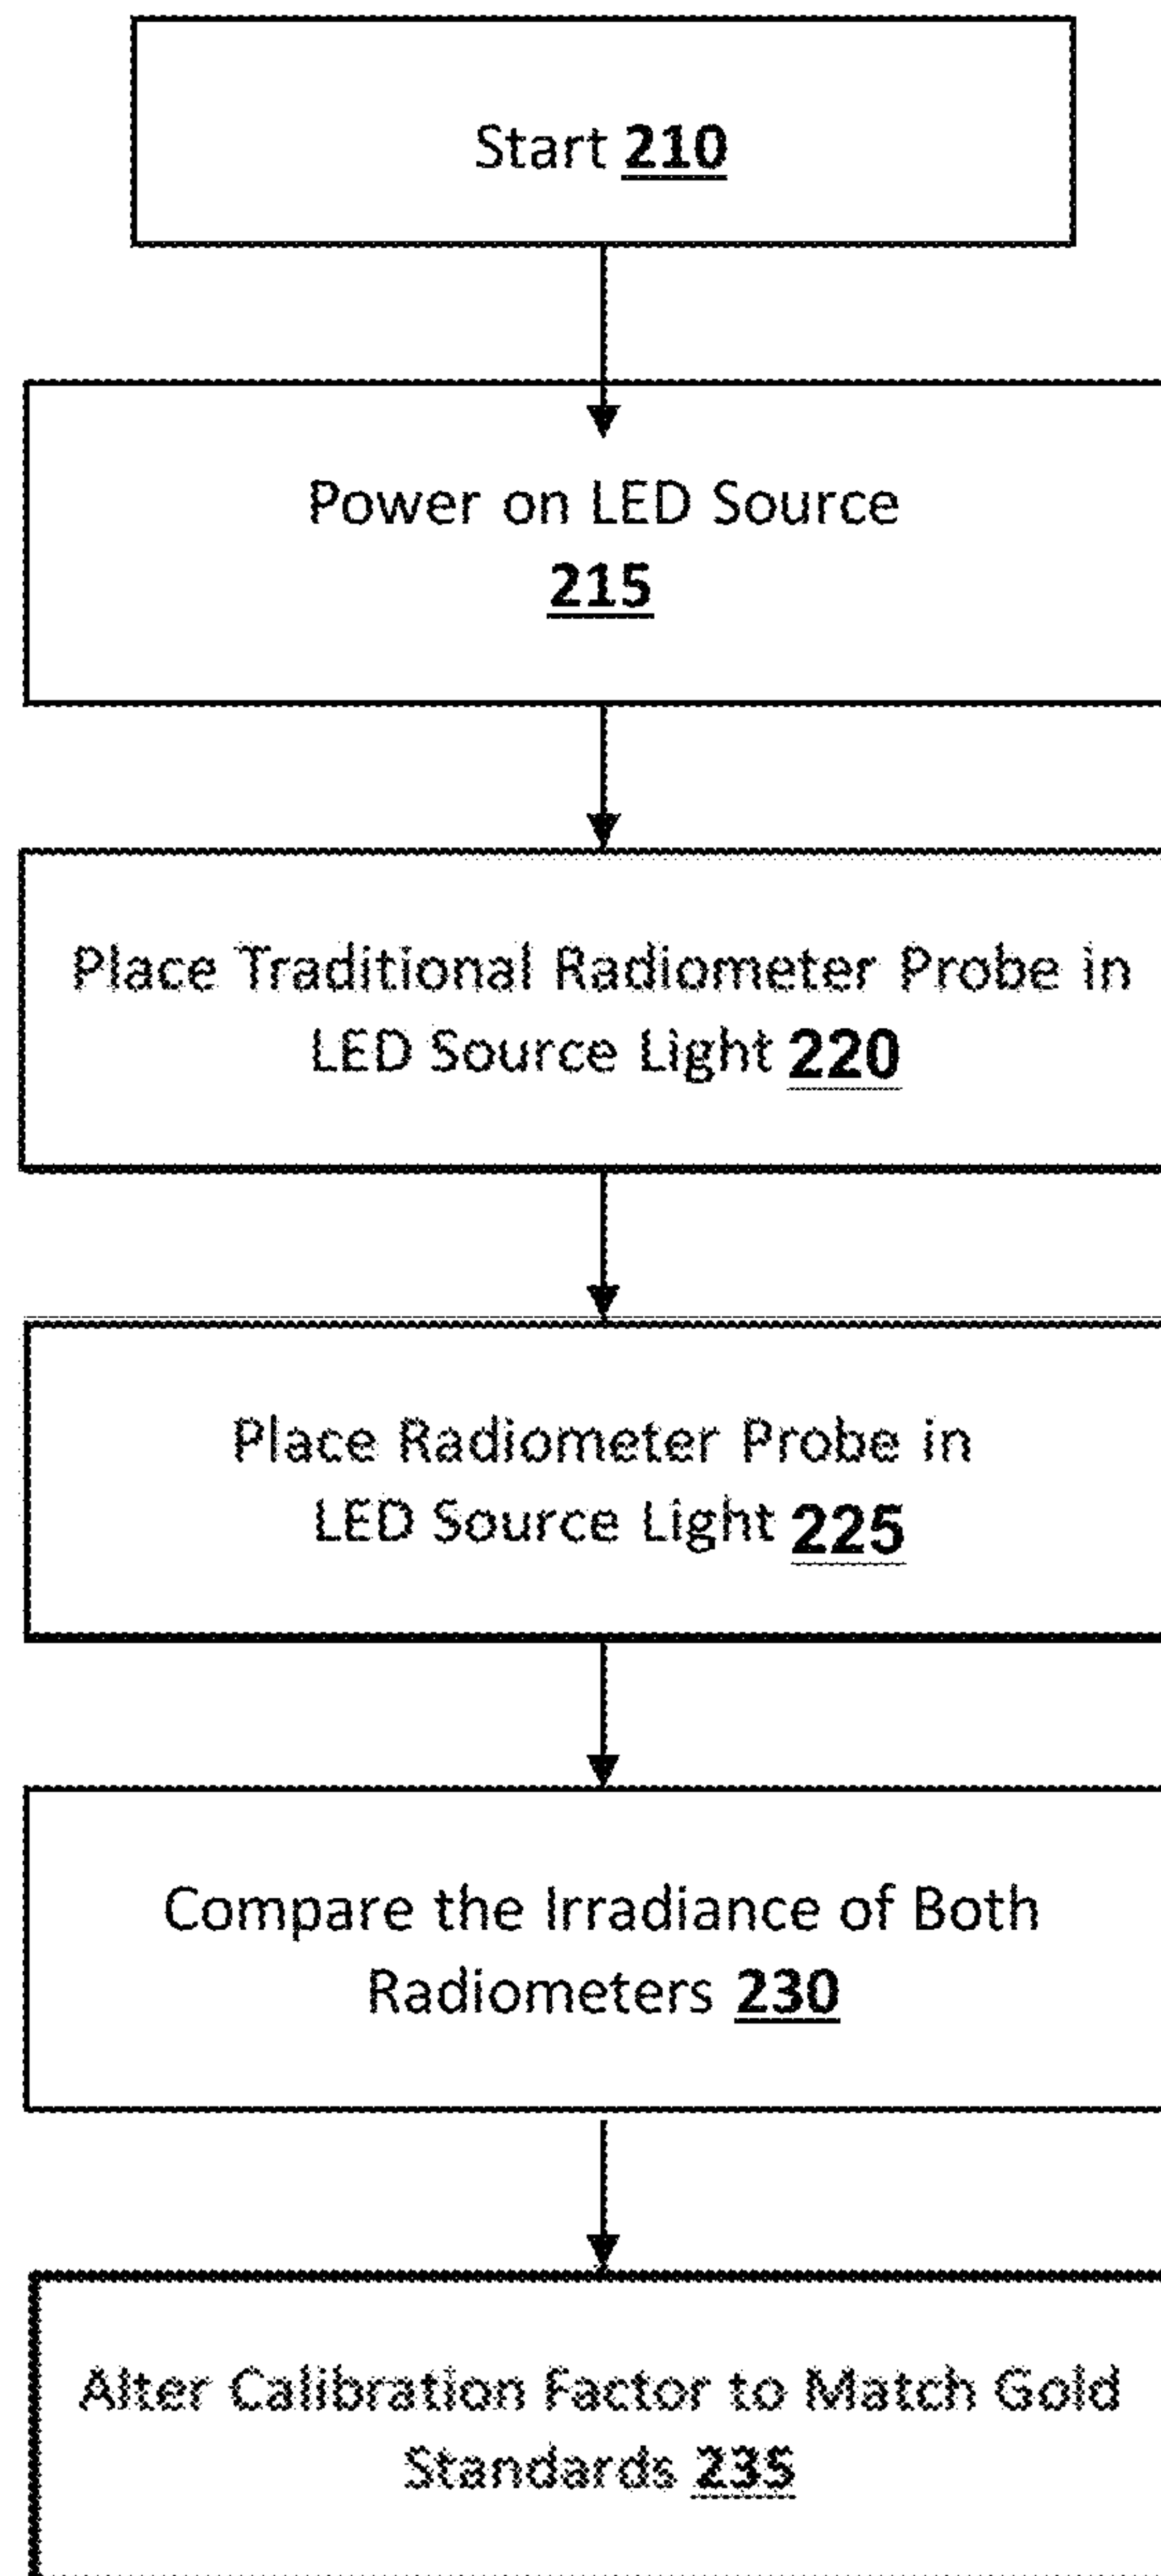 Start 210
Power on LED Source
215
Place Traditional Radiometer Probe in
LED Source Light 220
Place Radiometer Probe in
LED Source Light 225
Compare the Irradiance of Both
Radiometers 230
Alter Calibration Factor to Match Gold
Standards 235